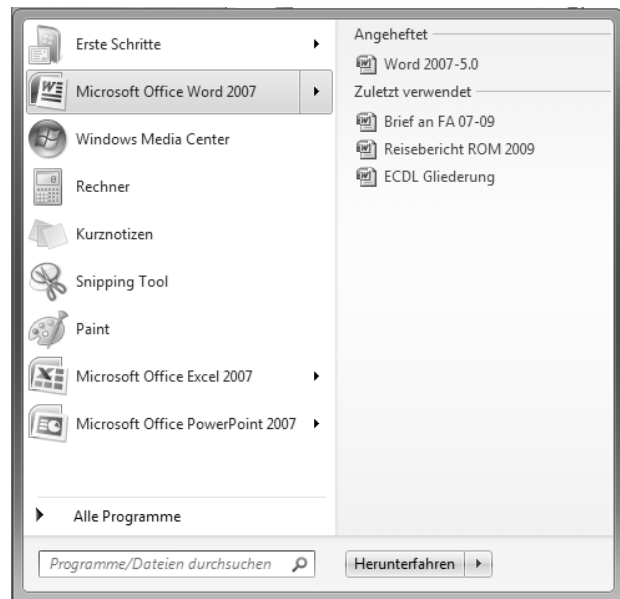 Erste Schritte
Microsoft Office Word 2007
Windows Media Center
Rechner
Kurznotizen
Snipping Tool
Paint
Microsoft Office Excel 2007
Microsoft Office PowerPoint 2007
Alle Programme
Programme/Dateien durchsuchen
Angeheftet
Word 2007-5.0
Zuletzt verwendet
Brief an FA 07-09
Reisebericht ROM 2009
ECDL Gliederung
Herunterfahren